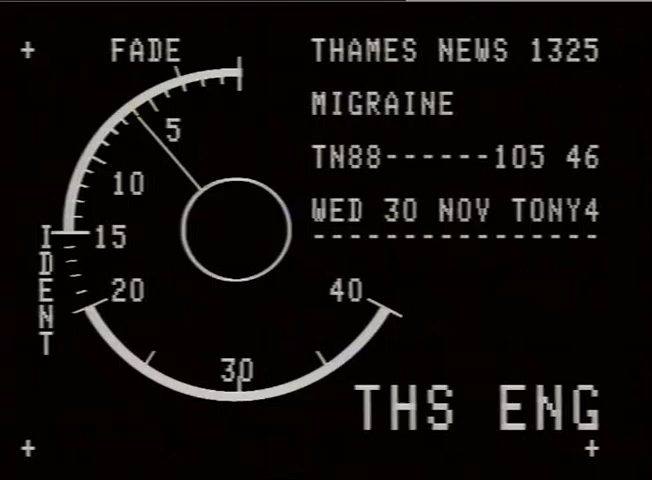 FADE
THAMES NEWS 1325
MIGRAINE
TN88------105 46
WED 30 NOV TONY4
----------------
5
10
15
20
30
40
IDENT
THS ENG